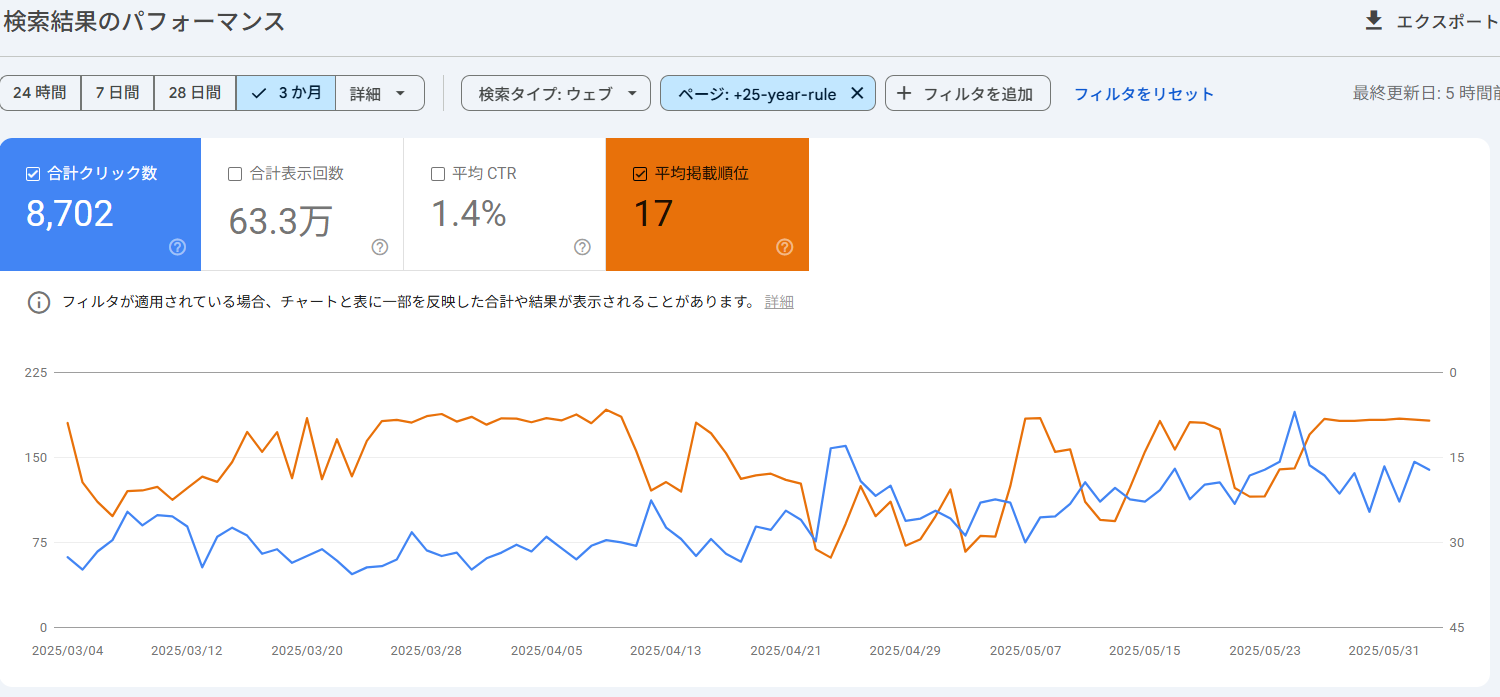 検索結果のパフォーマンス
エクスポート
24 時間 7 日間 28 日間 3 か月 詳細 検索タイプ: ウェブ ページ: +25-year-rule フィルタを追加 フィルタをリセット 最終更新日: 5 時間前
合計クリック数 合計表示回数 平均 CTR 平均掲載順位
8,702 63.3万 1.4% 17
フィルタが適用されている場合、チャートと表に一部を反映した合計や結果が表示されることがあります。 詳細
225 0
150 15
75 30
0 45
2025/03/04 2025/03/12 2025/03/20 2025/03/28 2025/04/05 2025/04/13 2025/04/21 2025/04/29 2025/05/07 2025/05/15 2025/05/23 2025/05/31